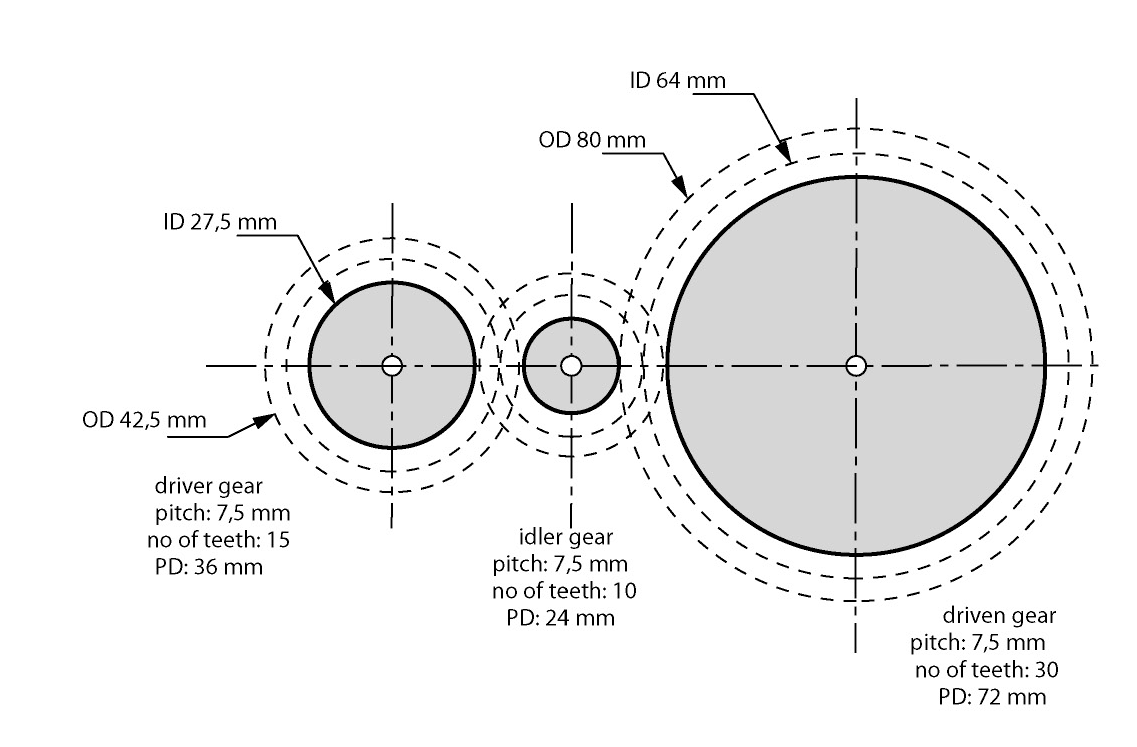 ID 64 mm
OD 80 mm
ID 27,5 mm
OD 42,5 mm
driver gear
pitch: 7,5 mm
no of teeth: 15
PD: 36 mm
idler gear
pitch: 7,5 mm
no of teeth: 10
PD: 24 mm
driven gear
pitch: 7,5 mm
no of teeth: 30
PD: 72 mm